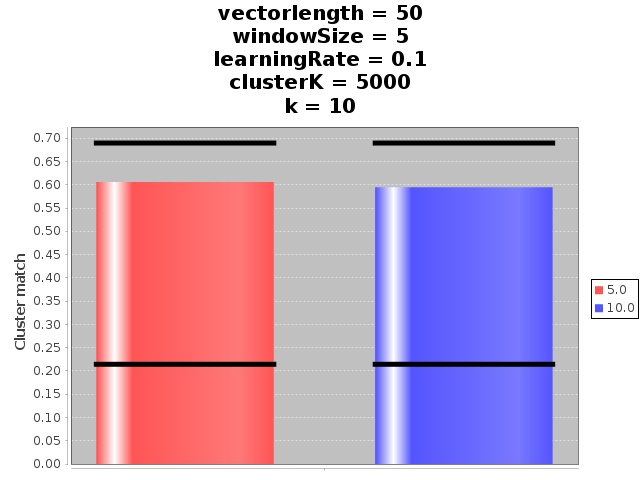 vectorlength = 50
windowSize = 5
learningRate = 0.1
clusterK = 5000
k = 10
0.70
0.65
0.60
0.55
0.50
0.45
0.40
0.35
0.30
0.25
0.20
0.15
0.10
0.05
0.00
Cluster match
5.0
10.0